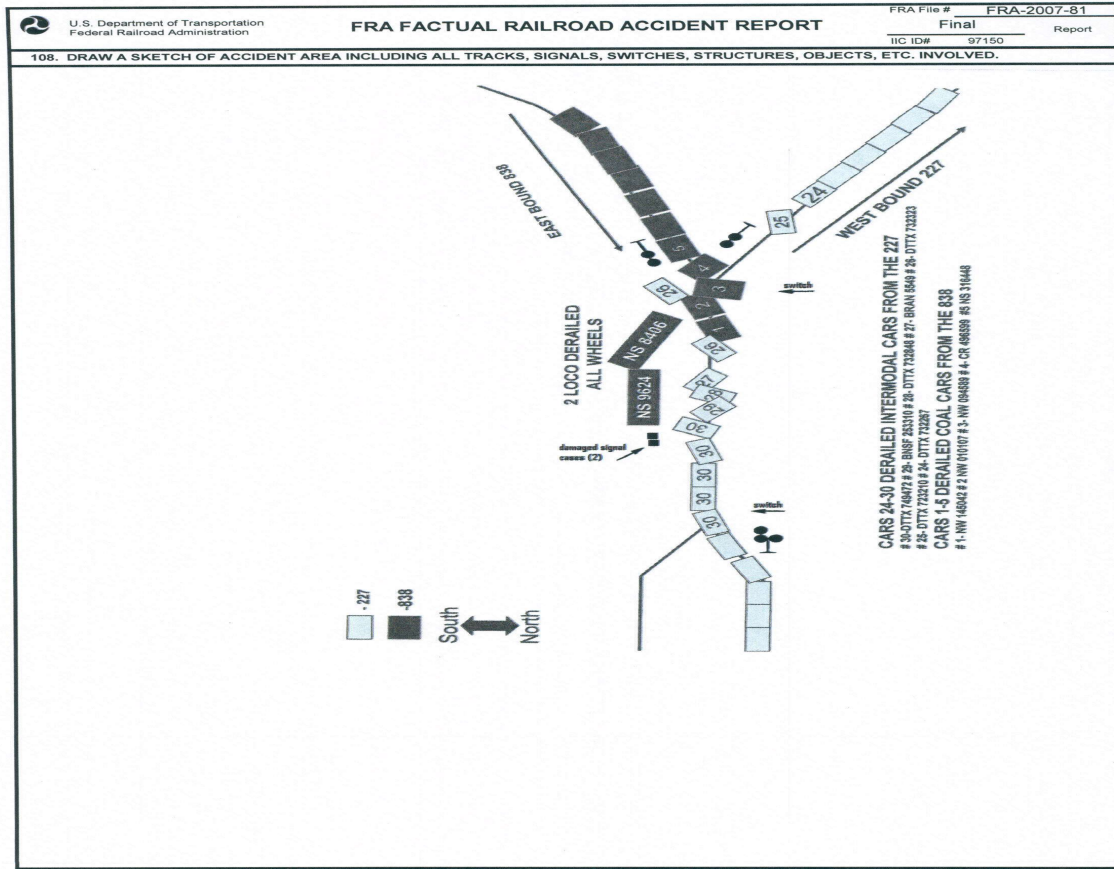 U.S. Department of Transportation
Federal Railroad Administration
FRA FACTUAL RAILROAD ACCIDENT REPORT
FRA File # FRA-2007-81
Final Report
IIC ID# 97150
108. DRAW A SKETCH OF ACCIDENT AREA INCLUDING ALL TRACKS, SIGNALS, SWITCHES, STRUCTURES, OBJECTS, ETC. INVOLVED.
EAST BOUND 838
WEST BOUND 227
24
25
5
4
3
2
1
26
switch
2 LOCO DERAILED
ALL WHEELS
NS 8406
NS 9624
26
27
28
29
30
30
30
30
30
damaged signal
cases (2)
switch
- 227
-838
South
North
CARS 24-30 DERAILED INTERMODAL CARS FROM THE 227
# 30-DTTX 749472 # 29- BNSF 253310 # 28- DTTX 732848 # 27- BRAN 5549 # 26- DTTX 732323
# 25- DTTX 723210 # 24- DTTX 732267
CARS 1-5 DERAILED COAL CARS FROM THE 838
# 1- NW 145042 # 2 NW 010107 # 3- NW 094589 # 4- CR 496599 #5 NS 316448